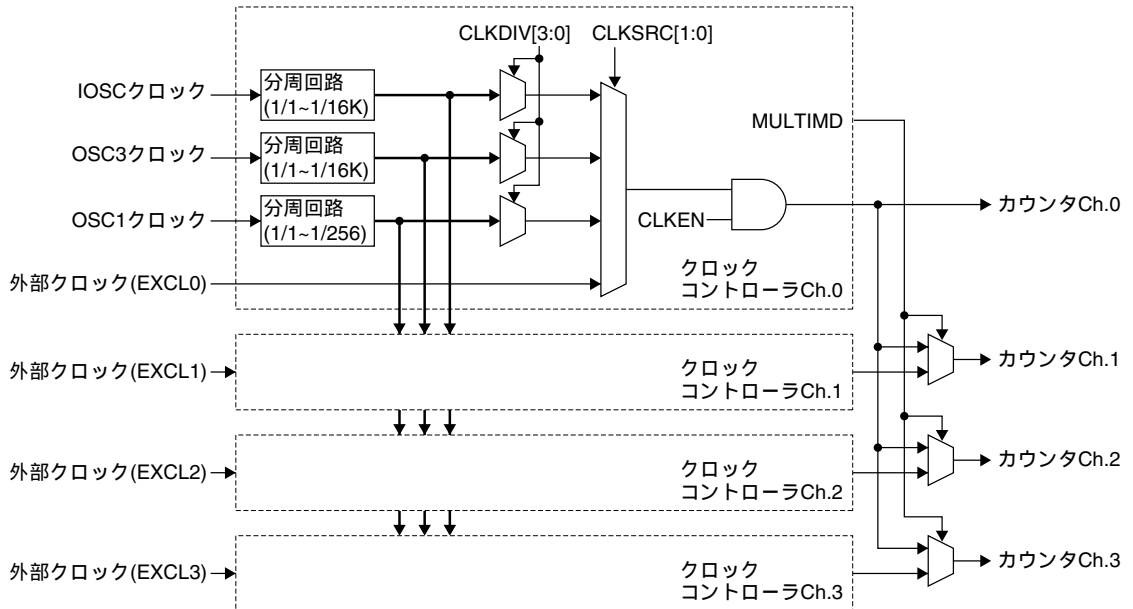 CLKDIV[3:0]
CLKSRC[1:0]
IOSCクロック
分周回路
(1/1~1/16K)
MULTIMD
OSC3クロック
分周回路
(1/1~1/16K)
OSC1クロック
分周回路
(1/1~1/256)
CLKEN
カウンタCh.0
外部クロック(EXCL0)
クロック
コントローラCh.0
外部クロック(EXCL1)
クロック
コントローラCh.1
カウンタCh.1
外部クロック(EXCL2)
クロック
コントローラCh.2
カウンタCh.2
外部クロック(EXCL3)
クロック
コントローラCh.3
カウンタCh.3